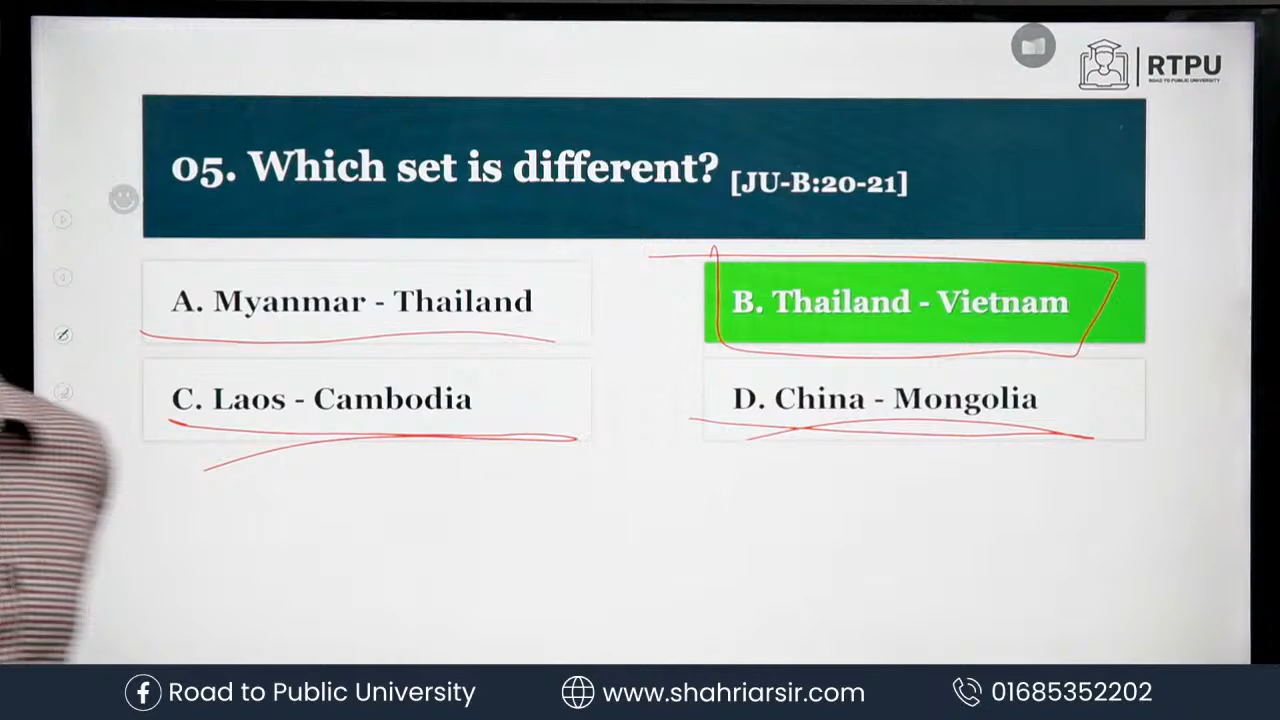 RTPU
ROAD TO PUBLIC UNIVERSITY
05. Which set is different? [JU-B:20-21]
A. Myanmar - Thailand
B. Thailand - Vietnam
C. Laos - Cambodia
D. China - Mongolia
Road to Public University
www.shahriarsir.com
01685352202